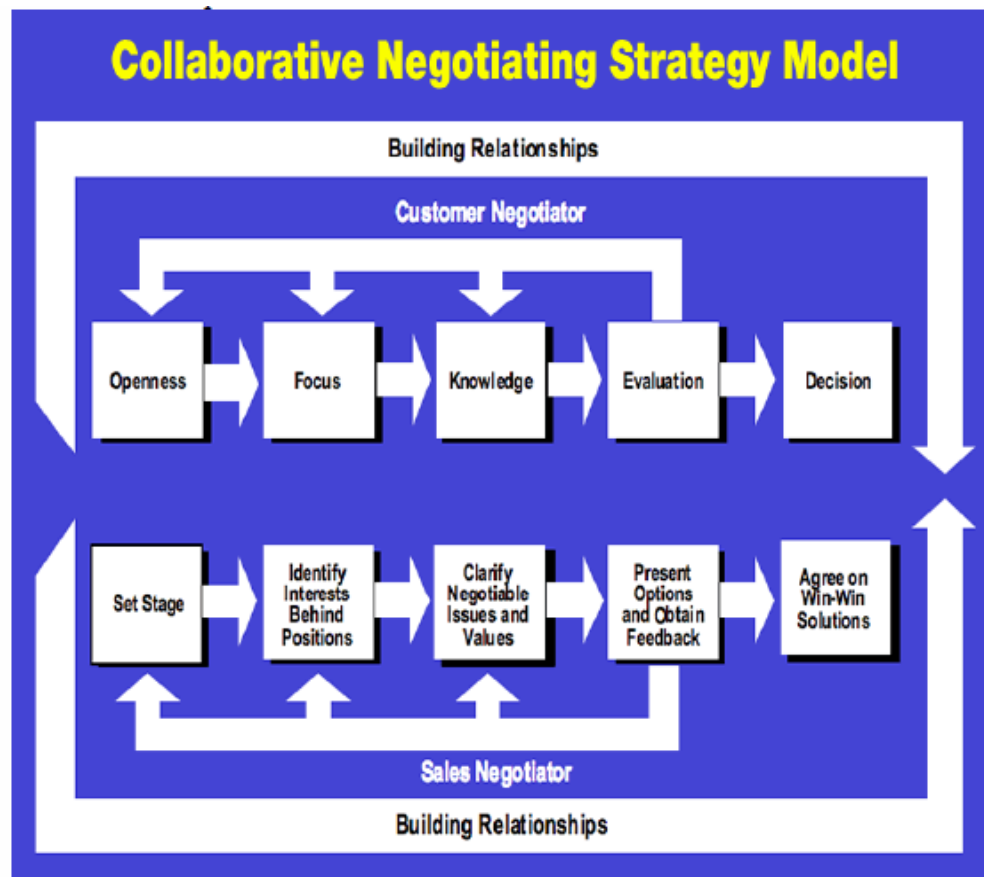 Collaborative Negotiating Strategy Model
Building Relationships
Customer Negotiator
Openness
Focus
Knowledge
Evaluation
Decision
Set Stage
Identify
Interests
Behind
Positions
Clarify
Negotiable
Issues and
Values
Present
Options
and Obtain
Feedback
Agree on
Win-Win
Solutions
Sales Negotiator
Building Relationships